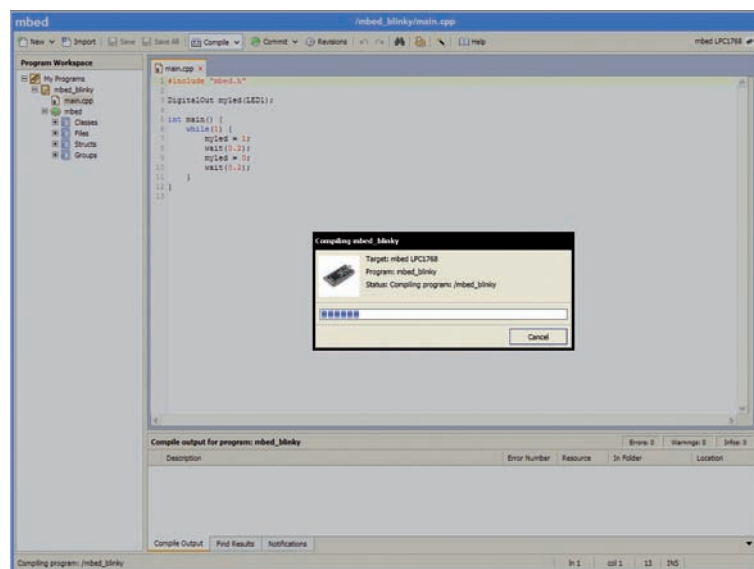 mbed /mbed_blinky/main.cpp
New Import Save Save All Compile Commit Revisions Help mbed LPC1768
Program Workspace
My Programs
mbed_blinky
main.cpp
mbed
Classes
Files
Structs
Groups
main.cpp ×
1 #include "mbed.h"
2
3 DigitalOut myled(LED1);
4
5 int main() {
6 while(1) {
7 myled = 1;
8 wait(0.2);
9 myled = 0;
10 wait(0.2);
11 }
12 }
13
Compiling mbed_blinky
Target: mbed LPC1768
Program: mbed_blinky
Status: Compiling program: /mbed_blinky
Cancel
Compile output for program: mbed_blinky Errors: 0 Warnings: 0 Infos: 0
Description Error Number Resource In Folder Location
Compile Output Find Results Notifications
Compiling program: /mbed_blinky ln 1 col 1 13 INS